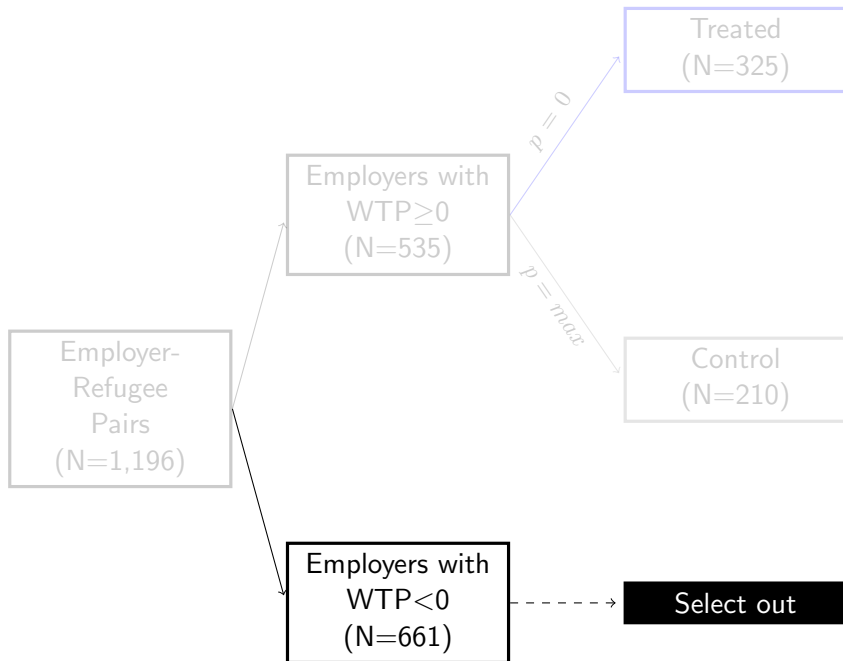 Treated
(N=325)
p = 0
Employers with
WTP≥0
(N=535)
p = max
Employer-
Refugee
Pairs
(N=1,196)
Control
(N=210)
Employers with
WTP<0
(N=661)
Select out